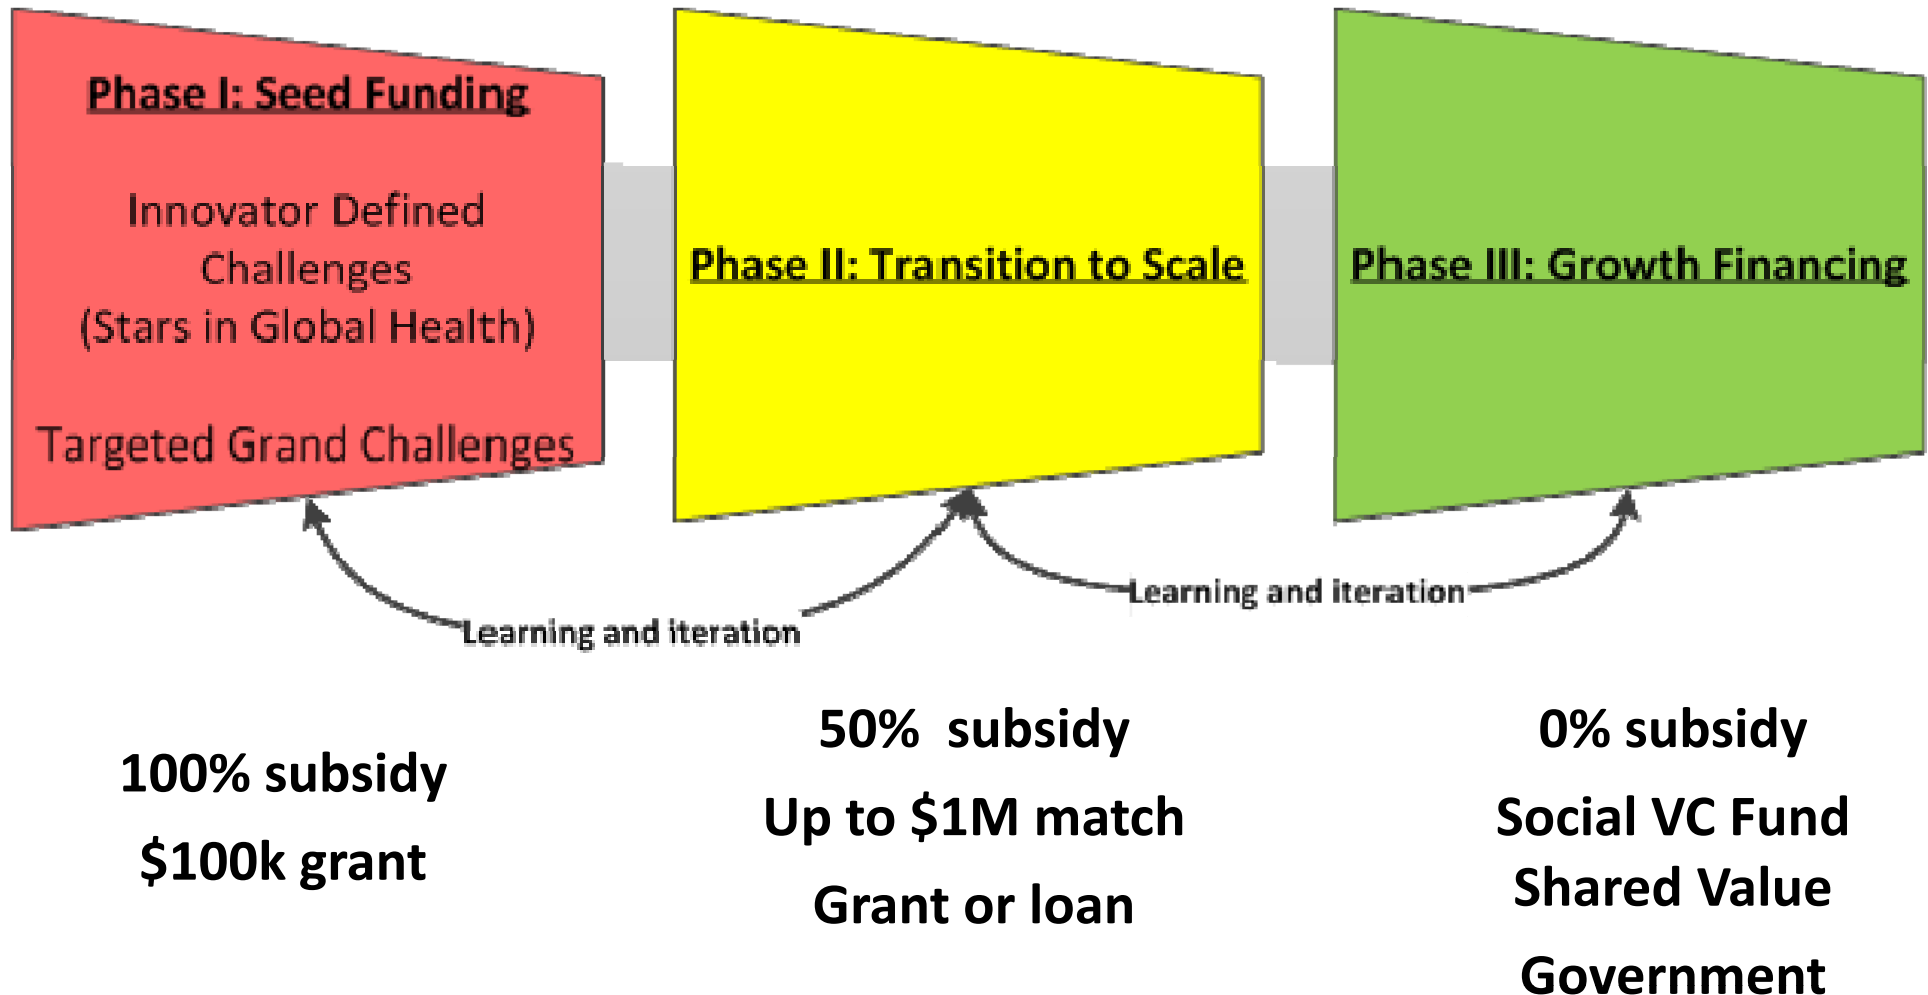 Phase I: Seed Funding
Innovator Defined
Challenges
(Stars in Global Health)
Targeted Grand Challenges
Phase II: Transition to Scale
Phase III: Growth Financing
Learning and iteration
Learning and iteration
100% subsidy
$100k grant
50% subsidy
Up to $1M match
Grant or loan
0% subsidy
Social VC Fund
Shared Value
Government